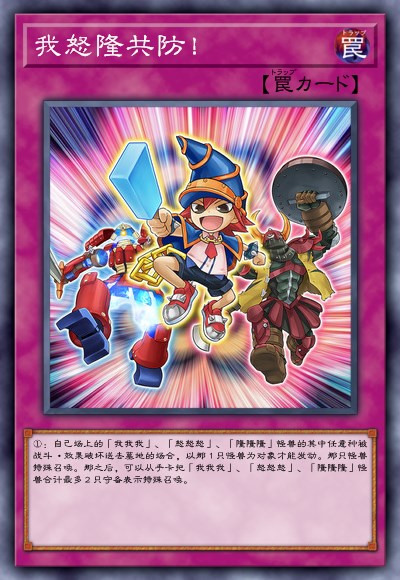 我怒隆共防！
トラップ
罠
トラップ
【罠カード】
①：自己场上的「我我我」、「怒怒怒」、「隆隆隆」怪兽的其中任意种被
战斗·效果破坏送去墓地的场合，以那１只怪兽为对象才能发动。那只怪兽
特殊召唤。那之后，可以从手卡把「我我我」、「怒怒怒」、「隆隆隆」怪
兽合计最多２只守备表示特殊召唤。